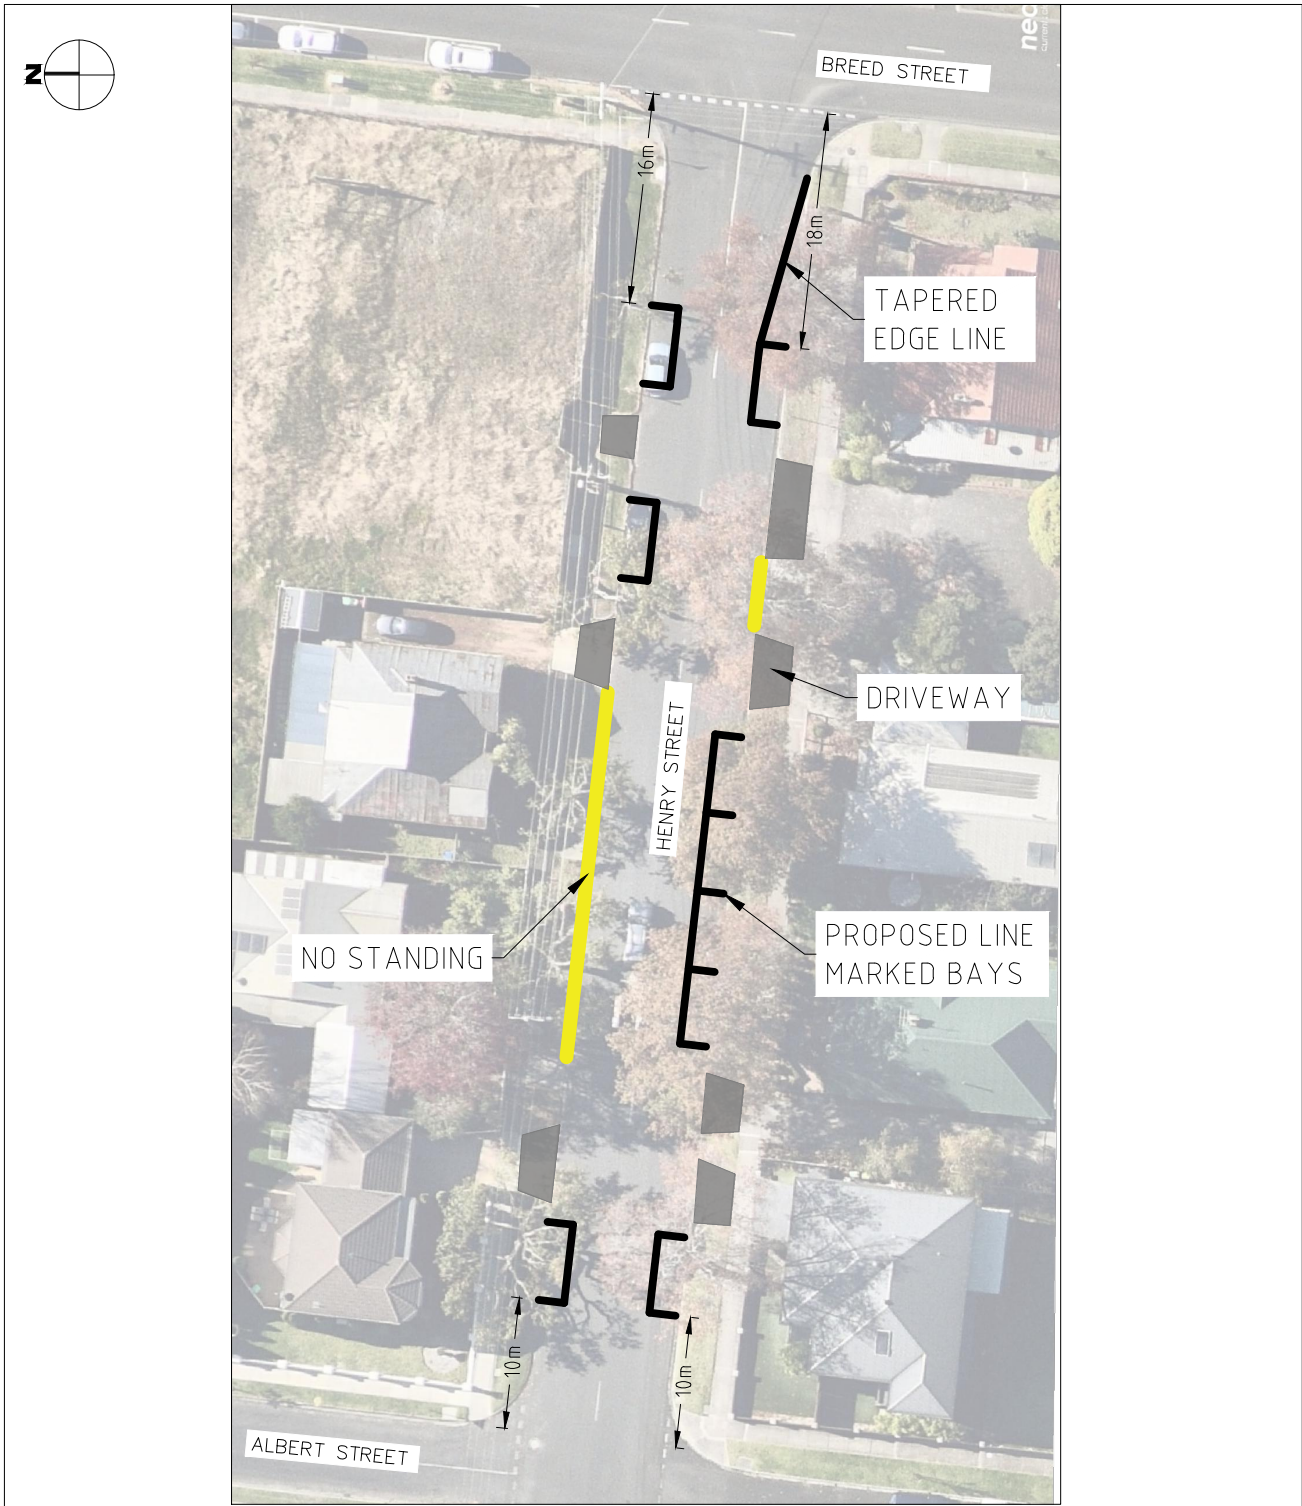 N
BREED STREET
16m
18m
TAPERED
EDGE LINE
DRIVEWAY
HENRY STREET
NO STANDING
PROPOSED LINE
MARKED BAYS
10m
10m
ALBERT STREET